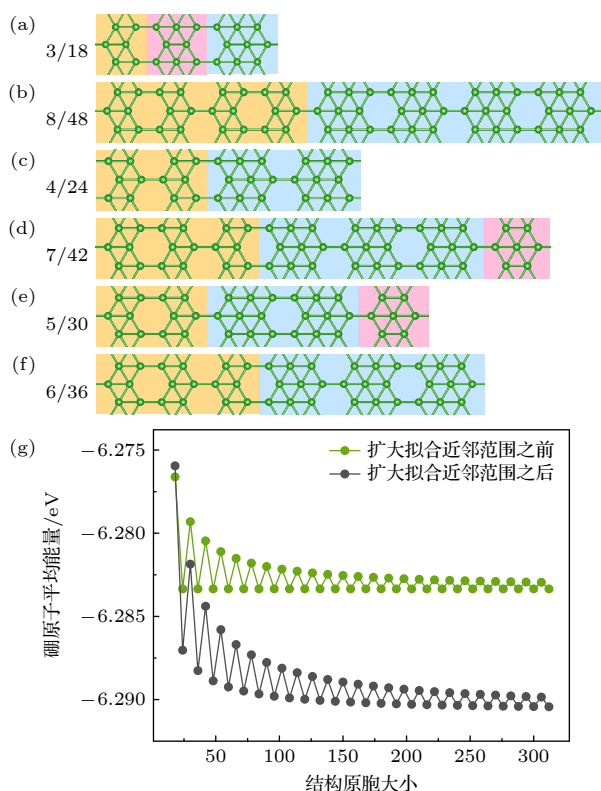 (a)
3/18
(b)
8/48
(c)
4/24
(d)
7/42
(e)
5/30
(f)
6/36
(g)
−6.275
−6.280
−6.285
−6.290
硼原子平均能量/eV
扩大拟合近邻范围之前
扩大拟合近邻范围之后
50 100 150 200 250 300
结构原胞大小